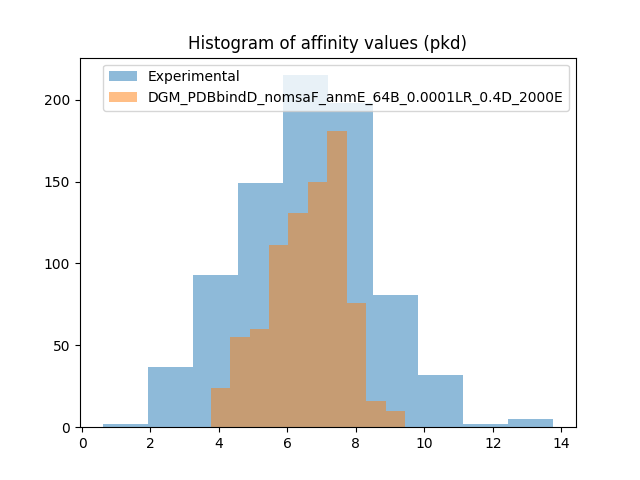 Histogram of affinity values (pkd)
Experimental
DGM_PDBbindD_nomsaF_anmE_64B_0.0001LR_0.4D_2000E
200
150
100
50
0
0 2 4 6 8 10 12 14